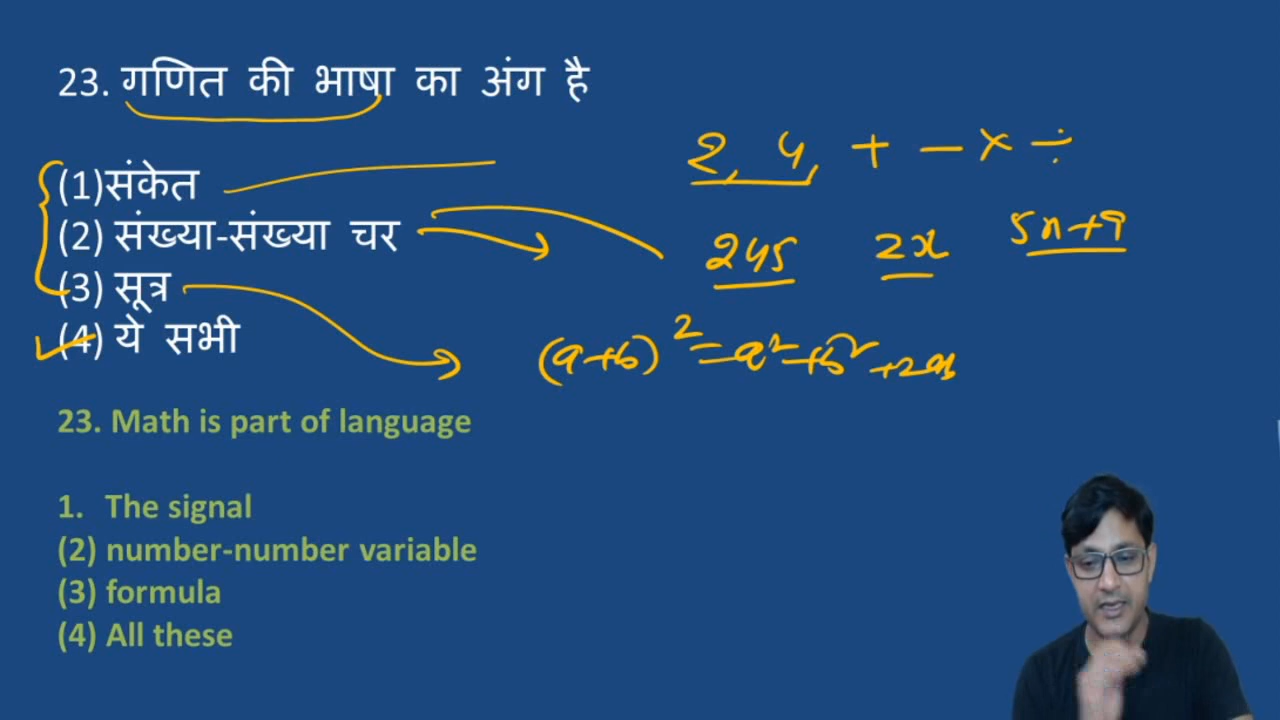 23. गणित की भाषा का अंग है
2, 4, + − × ÷
(1)संकेत
(2) संख्या-संख्या चर
245 2x 5n+9
(3) सूत्र
(4) ये सभी
(a+b)²=a²+b²+2ab
23. Math is part of language
1. The signal
(2) number-number variable
(3) formula
(4) All these